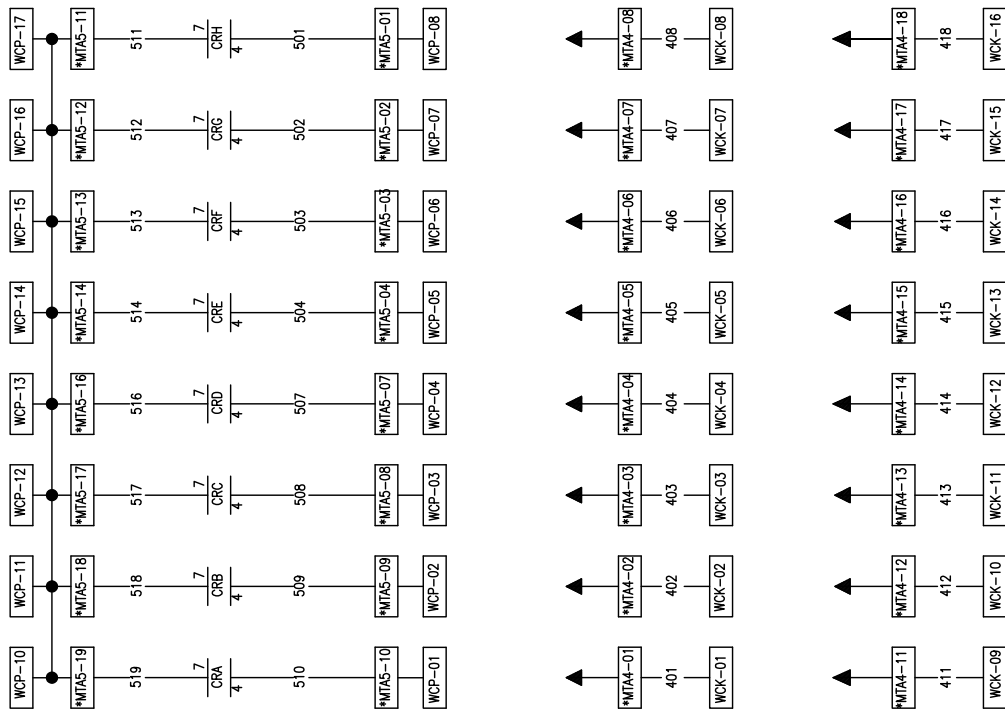 WCP-10 WCP-11 WCP-12 WCP-13 WCP-14 WCP-15 WCP-16 WCP-17
*MTA5-19 *MTA5-18 *MTA5-17 *MTA5-16 *MTA5-14 *MTA5-13 *MTA5-12 *MTA5-11
519 518 517 516 514 513 512 511
7 7 7 7 7 7 7 7
CRA CRB CRC CRD CRE CRF CRG CRH
4 4 4 4 4 4 4 4
510 509 508 507 504 503 502 501
*MTA5-10 *MTA5-09 *MTA5-08 *MTA5-07 *MTA5-04 *MTA5-03 *MTA5-02 *MTA5-01
WCP-01 WCP-02 WCP-03 WCP-04 WCP-05 WCP-06 WCP-07 WCP-08
*MTA4-01 *MTA4-02 *MTA4-03 *MTA4-04 *MTA4-05 *MTA4-06 *MTA4-07 *MTA4-08
401 402 403 404 405 406 407 408
WCK-01 WCK-02 WCK-03 WCK-04 WCK-05 WCK-06 WCK-07 WCK-08
*MTA4-11 *MTA4-12 *MTA4-13 *MTA4-14 *MTA4-15 *MTA4-16 *MTA4-17 *MTA4-18
411 412 413 414 415 416 417 418
WCK-09 WCK-10 WCK-11 WCK-12 WCK-13 WCK-14 WCK-15 WCK-16